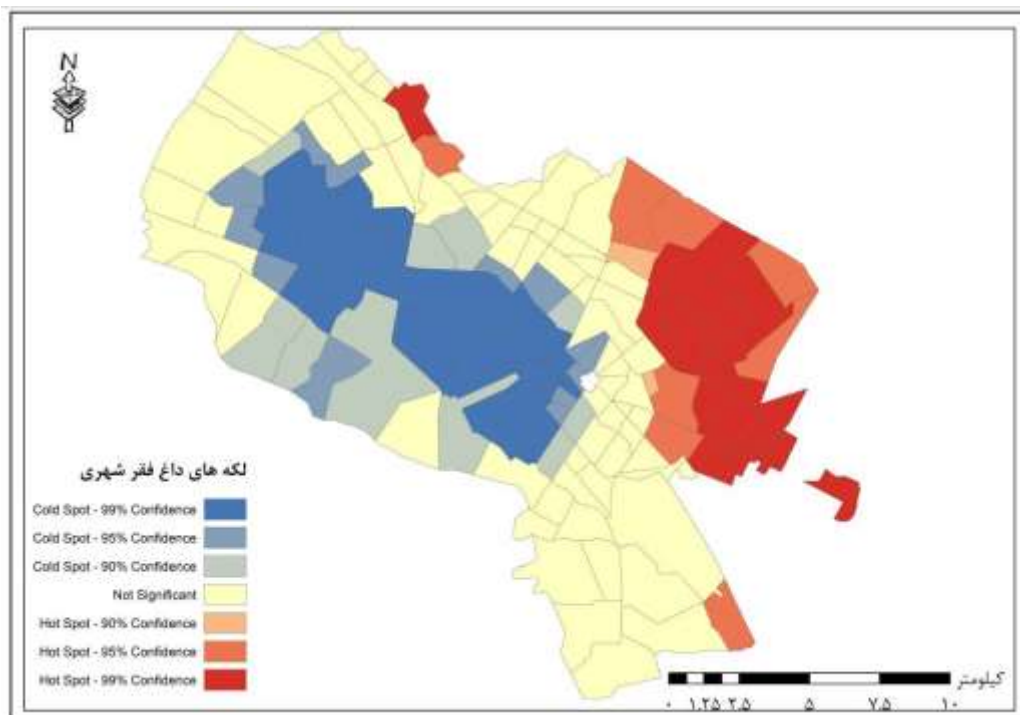 N
لکه های داغ فقر شهری
Cold Spot - 99% Confidence
Cold Spot - 95% Confidence
Cold Spot - 90% Confidence
Not Significant
Hot Spot - 90% Confidence
Hot Spot - 95% Confidence
Hot Spot - 99% Confidence
کیلومتر
۰ ۱.۲۵ ۲.۵ ۵ ۷.۵ ۱۰